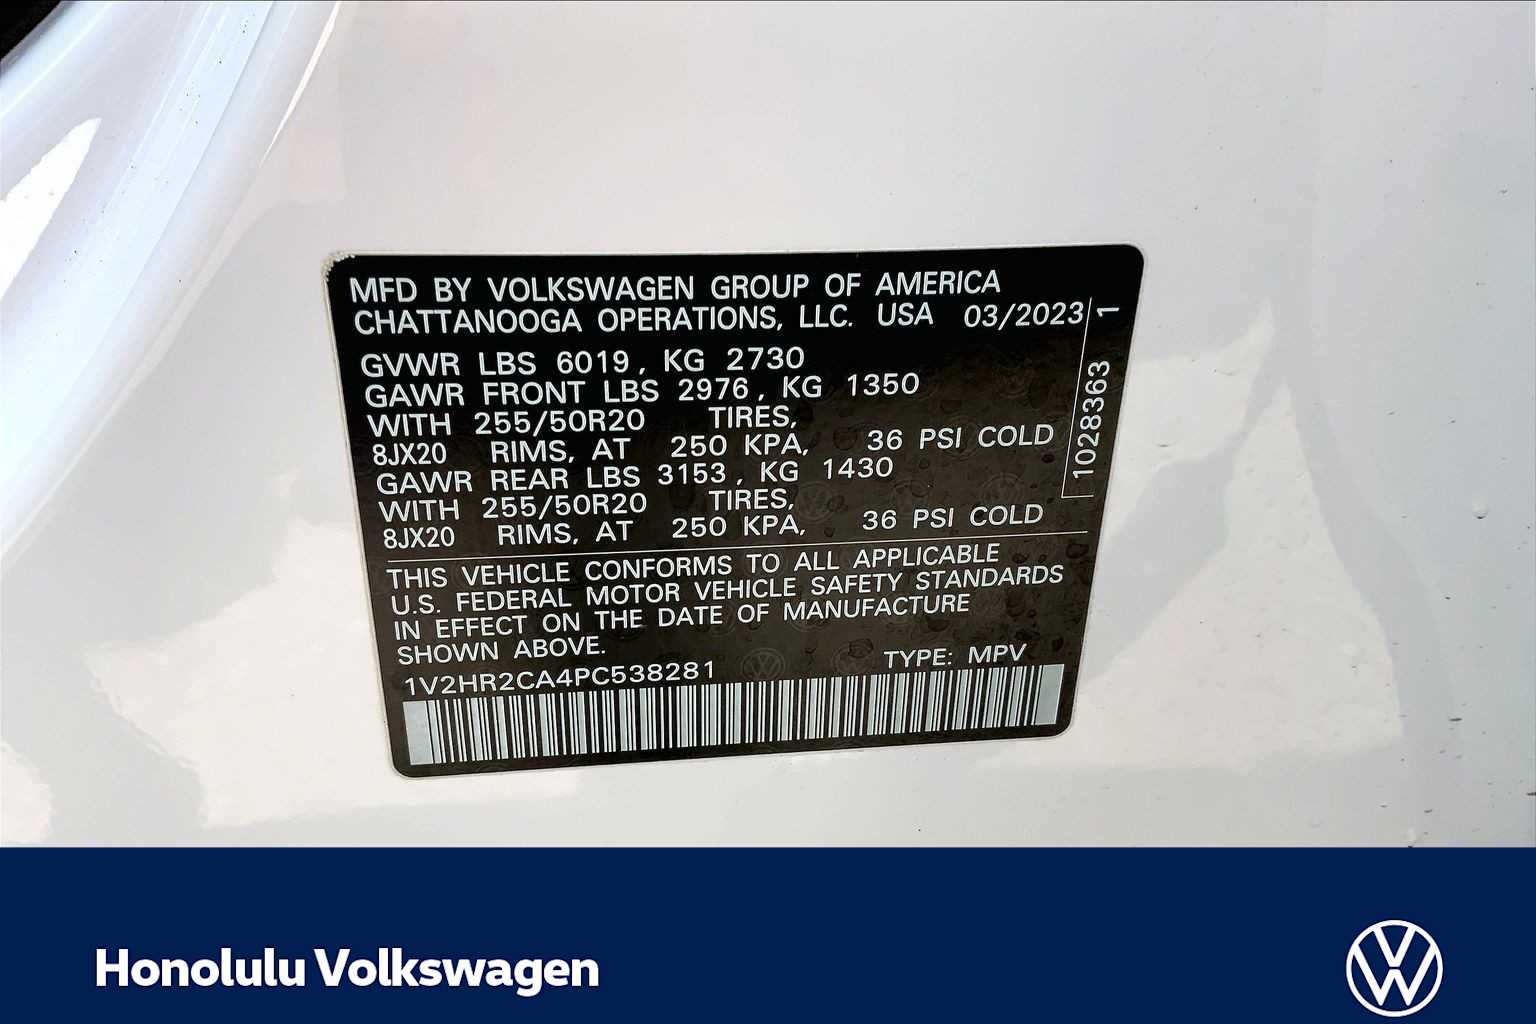 MFD BY VOLKSWAGEN GROUP OF AMERICA
CHATTANOOGA OPERATIONS, LLC. USA 03/2023
GVWR LBS 6019, KG 2730
GAWR FRONT LBS 2976, KG 1350
WITH 255/50R20 TIRES,
8JX20 RIMS, AT 250 KPA, 36 PSI COLD
GAWR REAR LBS 3153, KG 1430
WITH 255/50R20 TIRES,
8JX20 RIMS, AT 250 KPA, 36 PSI COLD
1028363 1
THIS VEHICLE CONFORMS TO ALL APPLICABLE
U.S. FEDERAL MOTOR VEHICLE SAFETY STANDARDS
IN EFFECT ON THE DATE OF MANUFACTURE
SHOWN ABOVE.
1V2HR2CA4PC538281 TYPE: MPV
Honolulu Volkswagen